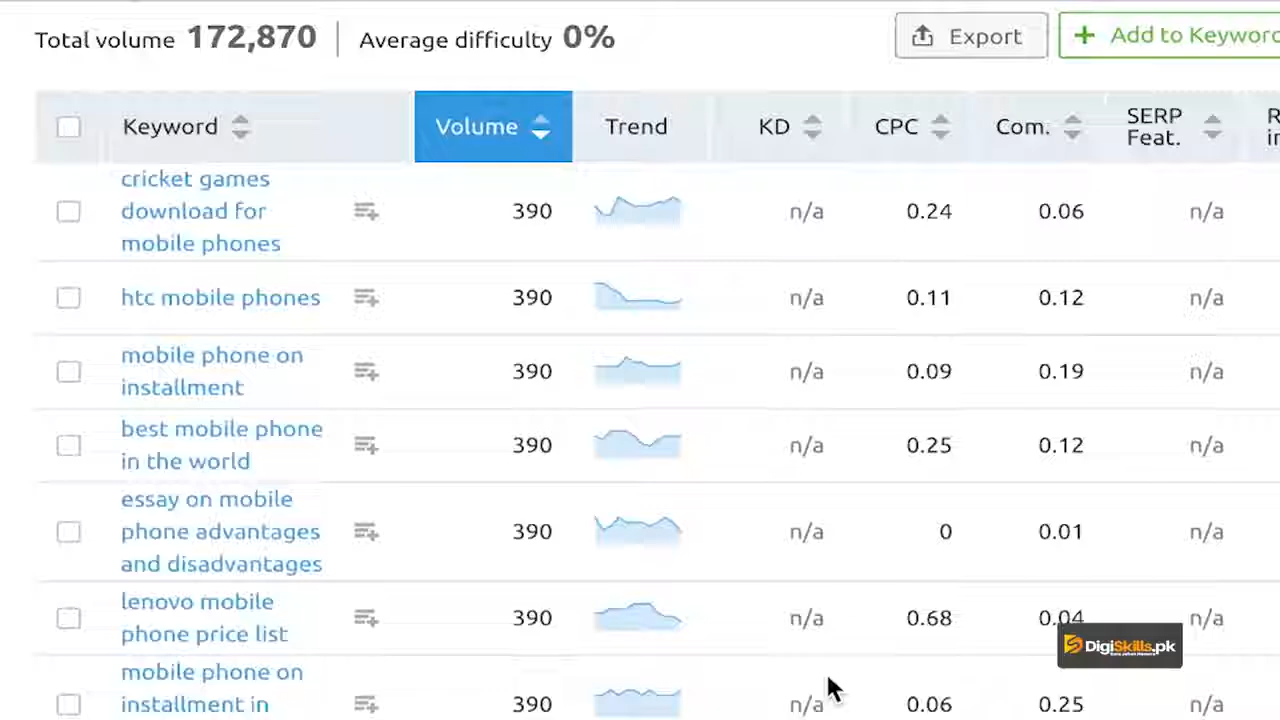 Total volume 172,870 Average difficulty 0%
Export
+ Add to Keyword
Keyword Volume Trend KD CPC Com. SERP Feat.
cricket games
download for
mobile phones
390 n/a 0.24 0.06 n/a
htc mobile phones 390 n/a 0.11 0.12 n/a
mobile phone on
installment
390 n/a 0.09 0.19 n/a
best mobile phone
in the world
390 n/a 0.25 0.12 n/a
essay on mobile
phone advantages
and disadvantages
390 n/a 0 0.01 n/a
lenovo mobile
phone price list
390 n/a 0.68 0.04 n/a
DigiSkills.pk
mobile phone on
installment in
390 n/a 0.06 0.25 n/a